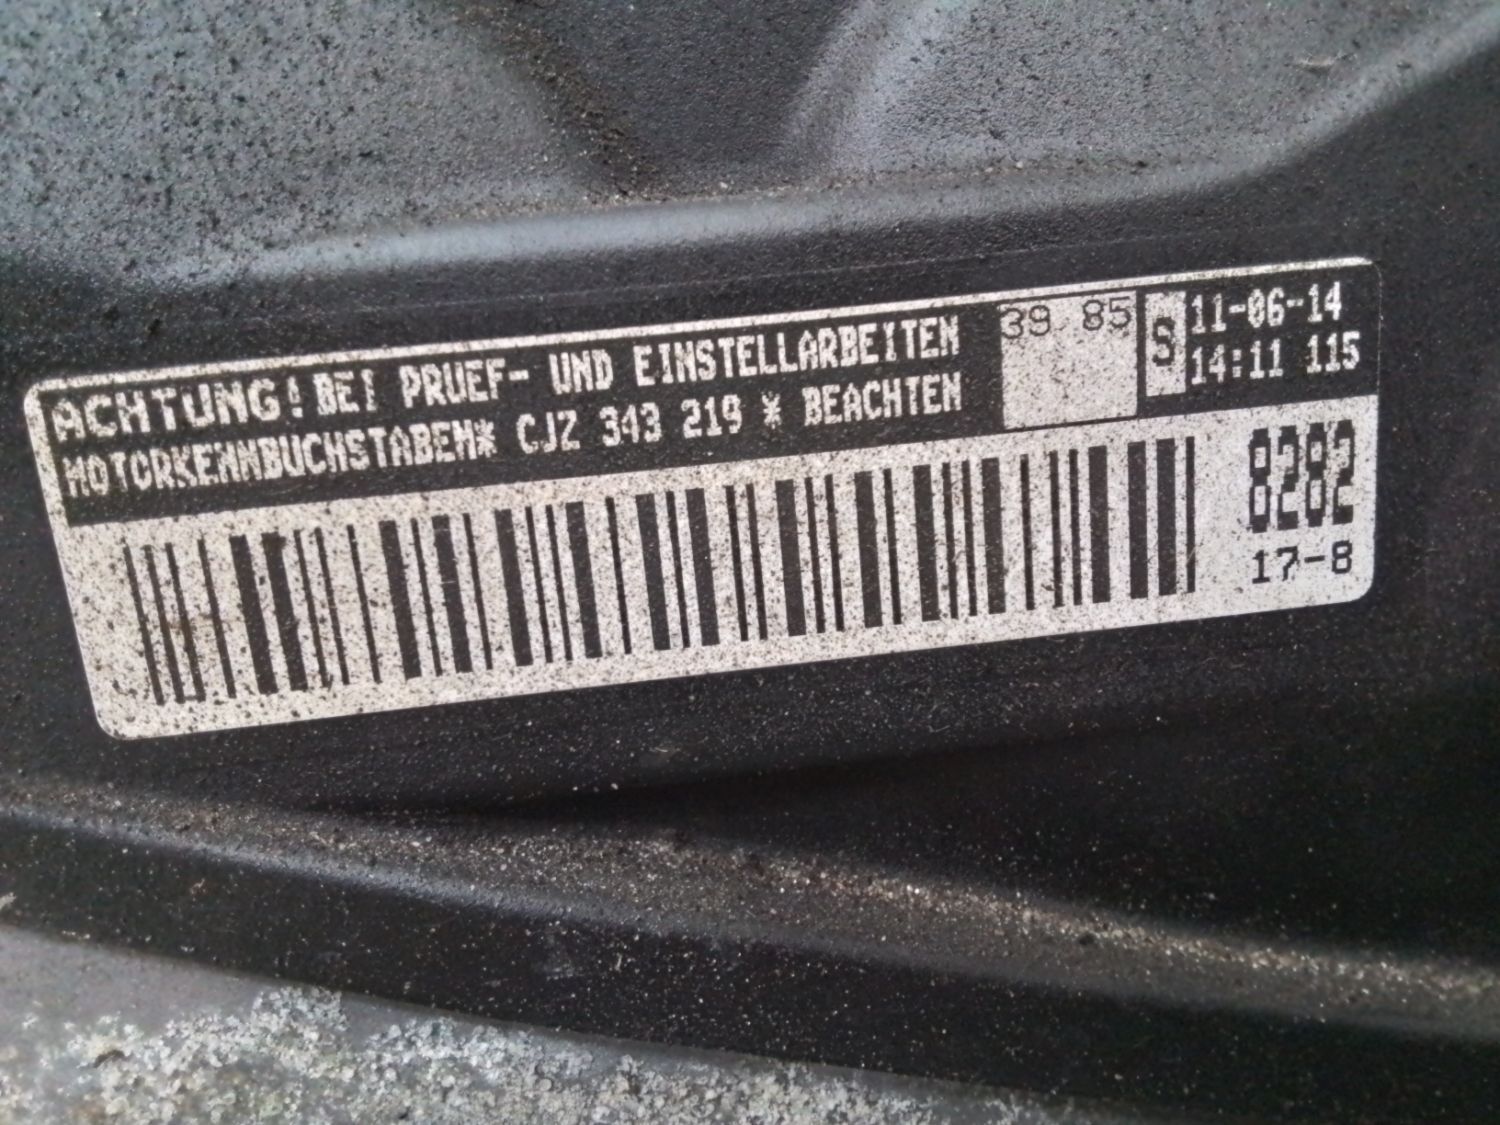 ACHTUNG! BEI PRUEF- UND EINSTELLARBEITEN
MOTORKENNBUCHSTABEN* CJZ 343 219 * BEACHTEN
39 85
S
11-06-14
14:11 115
8282
17-8